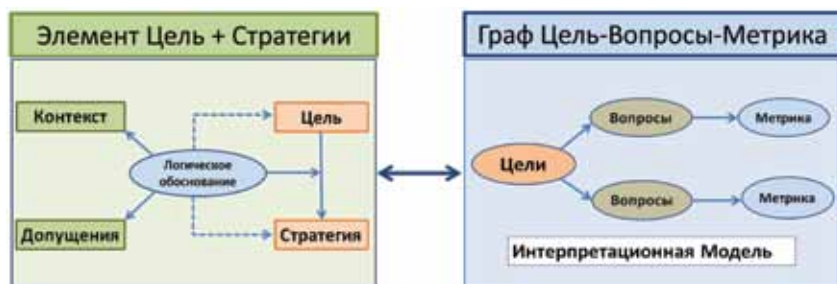 Элемент Цель + Стратегии
Контекст
Цель
Логическое
обоснование
Допущения
Стратегия
Граф Цель-Вопросы-Метрика
Вопросы
Метрика
Цели
Вопросы
Метрика
Интерпретационная Модель